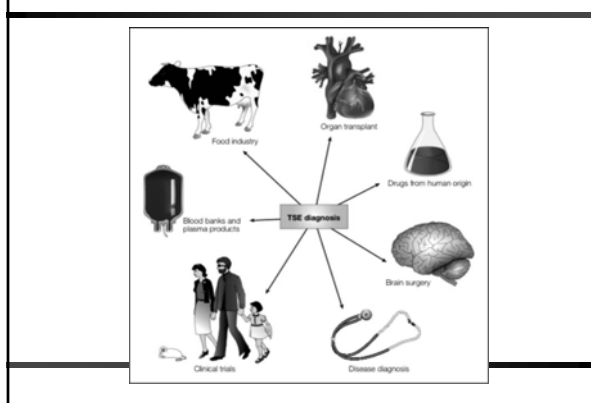 Organ transplant
Food industry
Drugs from human origin
TSE diagnosis
Blood banks and
plasma products
Brain surgery
Clinical trials
Disease diagnosis